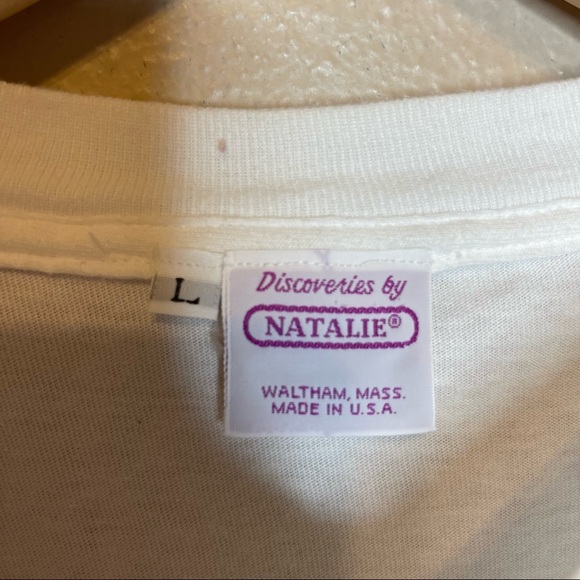 L
Discoveries by
NATALIE®
WALTHAM, MASS.
MADE IN U.S.A.